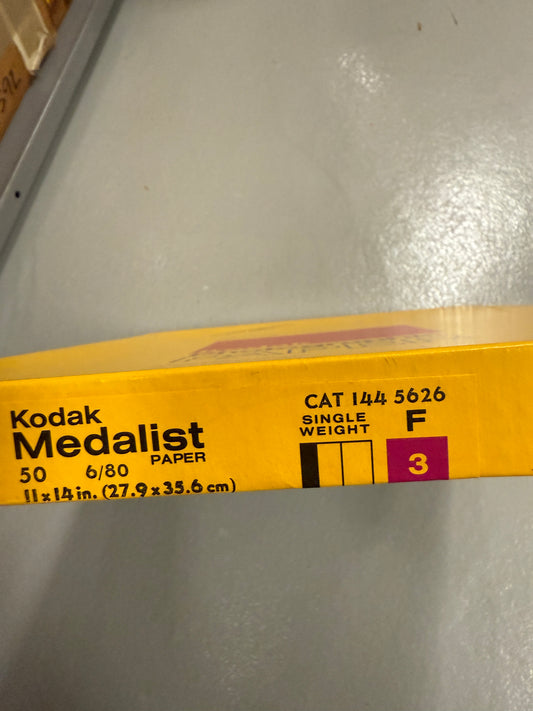 Kodak
Medalist
PAPER
50 6/80
11 x 14 in. (27.9 x 35.6 cm)
CAT 144 5626
SINGLE
WEIGHT
F
3